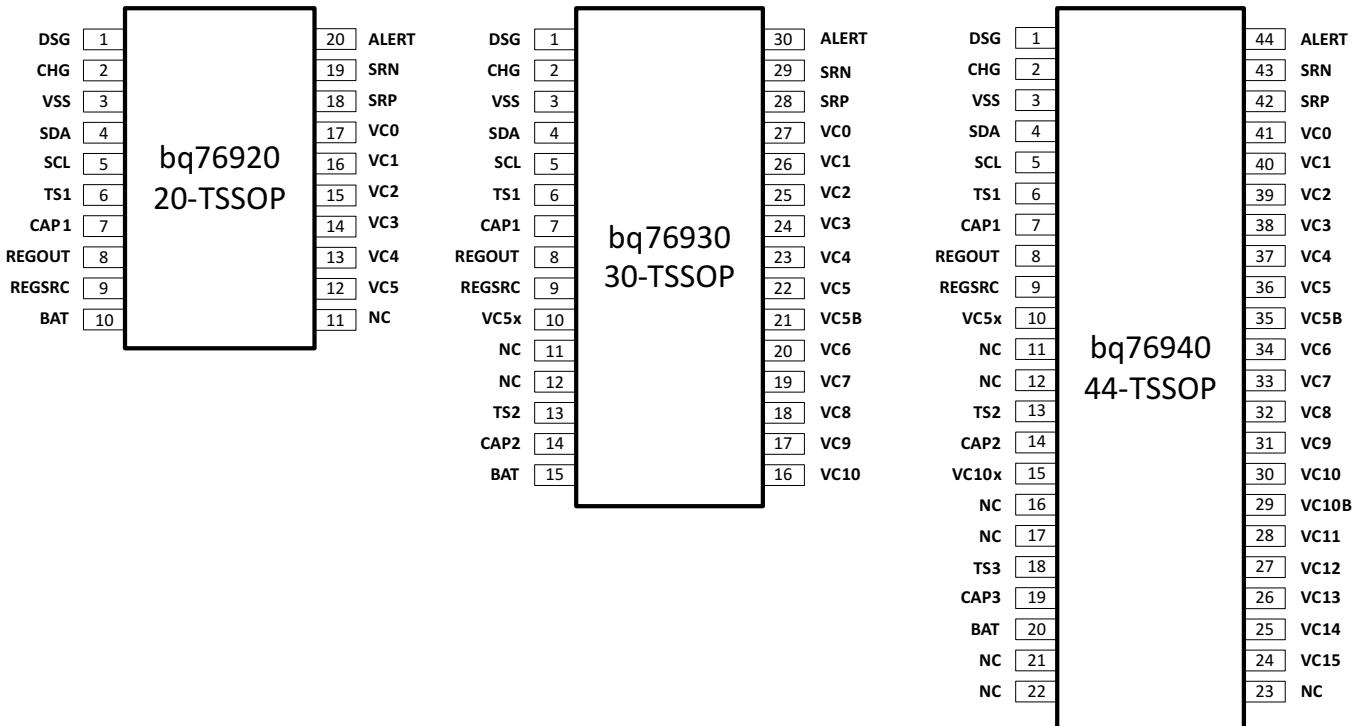 DSG 1 20 ALERT
CHG 2 19 SRN
VSS 3 18 SRP
SDA 4 17 VC0
SCL 5 16 VC1
TS1 6 15 VC2
CAP1 7 14 VC3
REGOUT 8 13 VC4
REGSRC 9 12 VC5
BAT 10 11 NC
bq76920
20-TSSOP
DSG 1 30 ALERT
CHG 2 29 SRN
VSS 3 28 SRP
SDA 4 27 VC0
SCL 5 26 VC1
TS1 6 25 VC2
CAP1 7 24 VC3
REGOUT 8 23 VC4
REGSRC 9 22 VC5
VC5x 10 21 VC5B
NC 11 20 VC6
NC 12 19 VC7
TS2 13 18 VC8
CAP2 14 17 VC9
BAT 15 16 VC10
bq76930
30-TSSOP
DSG 1 44 ALERT
CHG 2 43 SRN
VSS 3 42 SRP
SDA 4 41 VC0
SCL 5 40 VC1
TS1 6 39 VC2
CAP1 7 38 VC3
REGOUT 8 37 VC4
REGSRC 9 36 VC5
VC5x 10 35 VC5B
NC 11 34 VC6
NC 12 33 VC7
TS2 13 32 VC8
CAP2 14 31 VC9
VC10x 15 30 VC10
NC 16 29 VC10B
NC 17 28 VC11
TS3 18 27 VC12
CAP3 19 26 VC13
BAT 20 25 VC14
NC 21 24 VC15
NC 22 23 NC
bq76940
44-TSSOP